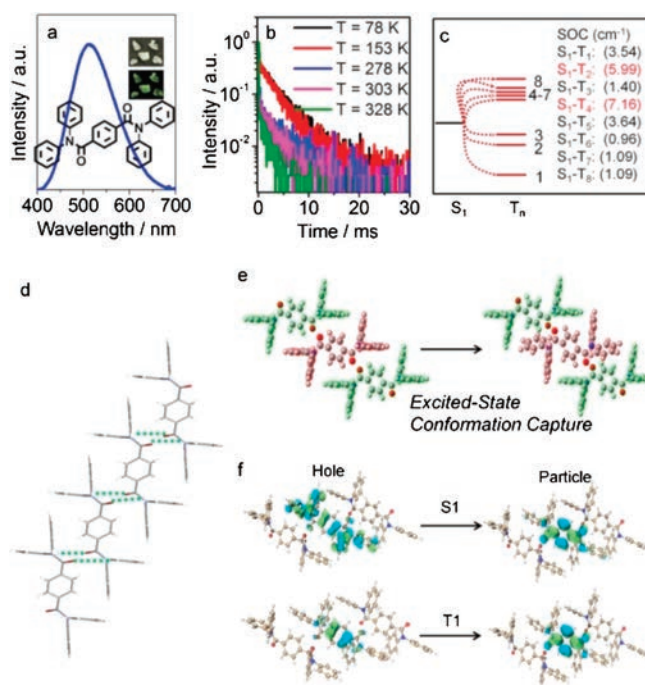 a
Intensity / a.u.
O
N
N
O
400 500 600 700
Wavelength / nm
b
Intensity / a.u.
10⁰
10⁻¹
10⁻²
T = 78 K
T = 153 K
T = 278 K
T = 303 K
T = 328 K
0 10 20 30
Time / ms
c
SOC (cm⁻¹)
S₁-T₁: (3.54)
S₁-T₂: (5.99)
S₁-T₃: (1.40)
S₁-T₄: (7.16)
S₁-T₅: (3.64)
S₁-T₆: (0.96)
S₁-T₇: (1.09)
S₁-T₈: (1.09)
8
4-7
3
2
1
S₁ Tₙ
d
e
Excited-State
Conformation Capture
f
Hole Particle
S1
T1